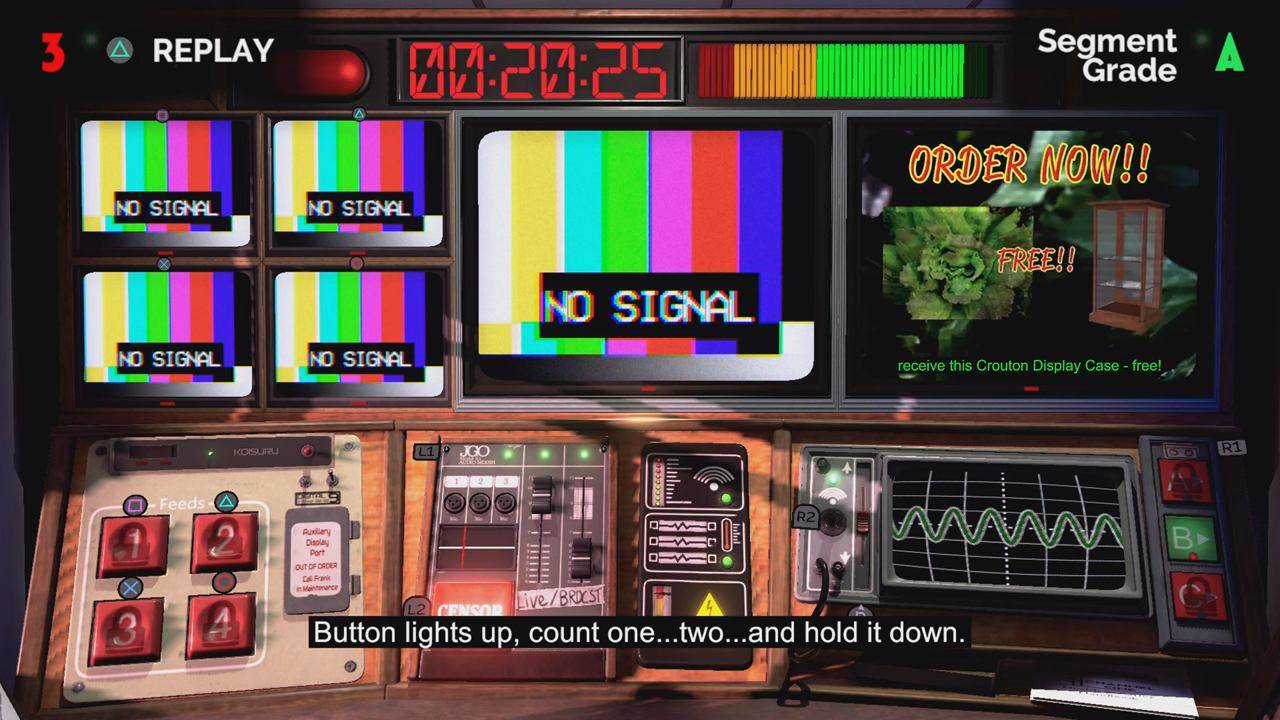 3 REPLAY
00:20:25
Segment
Grade
A
NO SIGNAL
NO SIGNAL
NO SIGNAL
NO SIGNAL
NO SIGNAL
ORDER NOW!!
FREE!!
receive this Crouton Display Case - free!
KOISURU
Feeds
1
2
3
4
Auxiliary
Display
Port
OUT OF ORDER
Call Frank
in Maintenance
L1
JGO
1 2 3
L2
CENSOR
Live/BRDCST
R2
R1
A
B
C
Button lights up, count one...two...and hold it down.